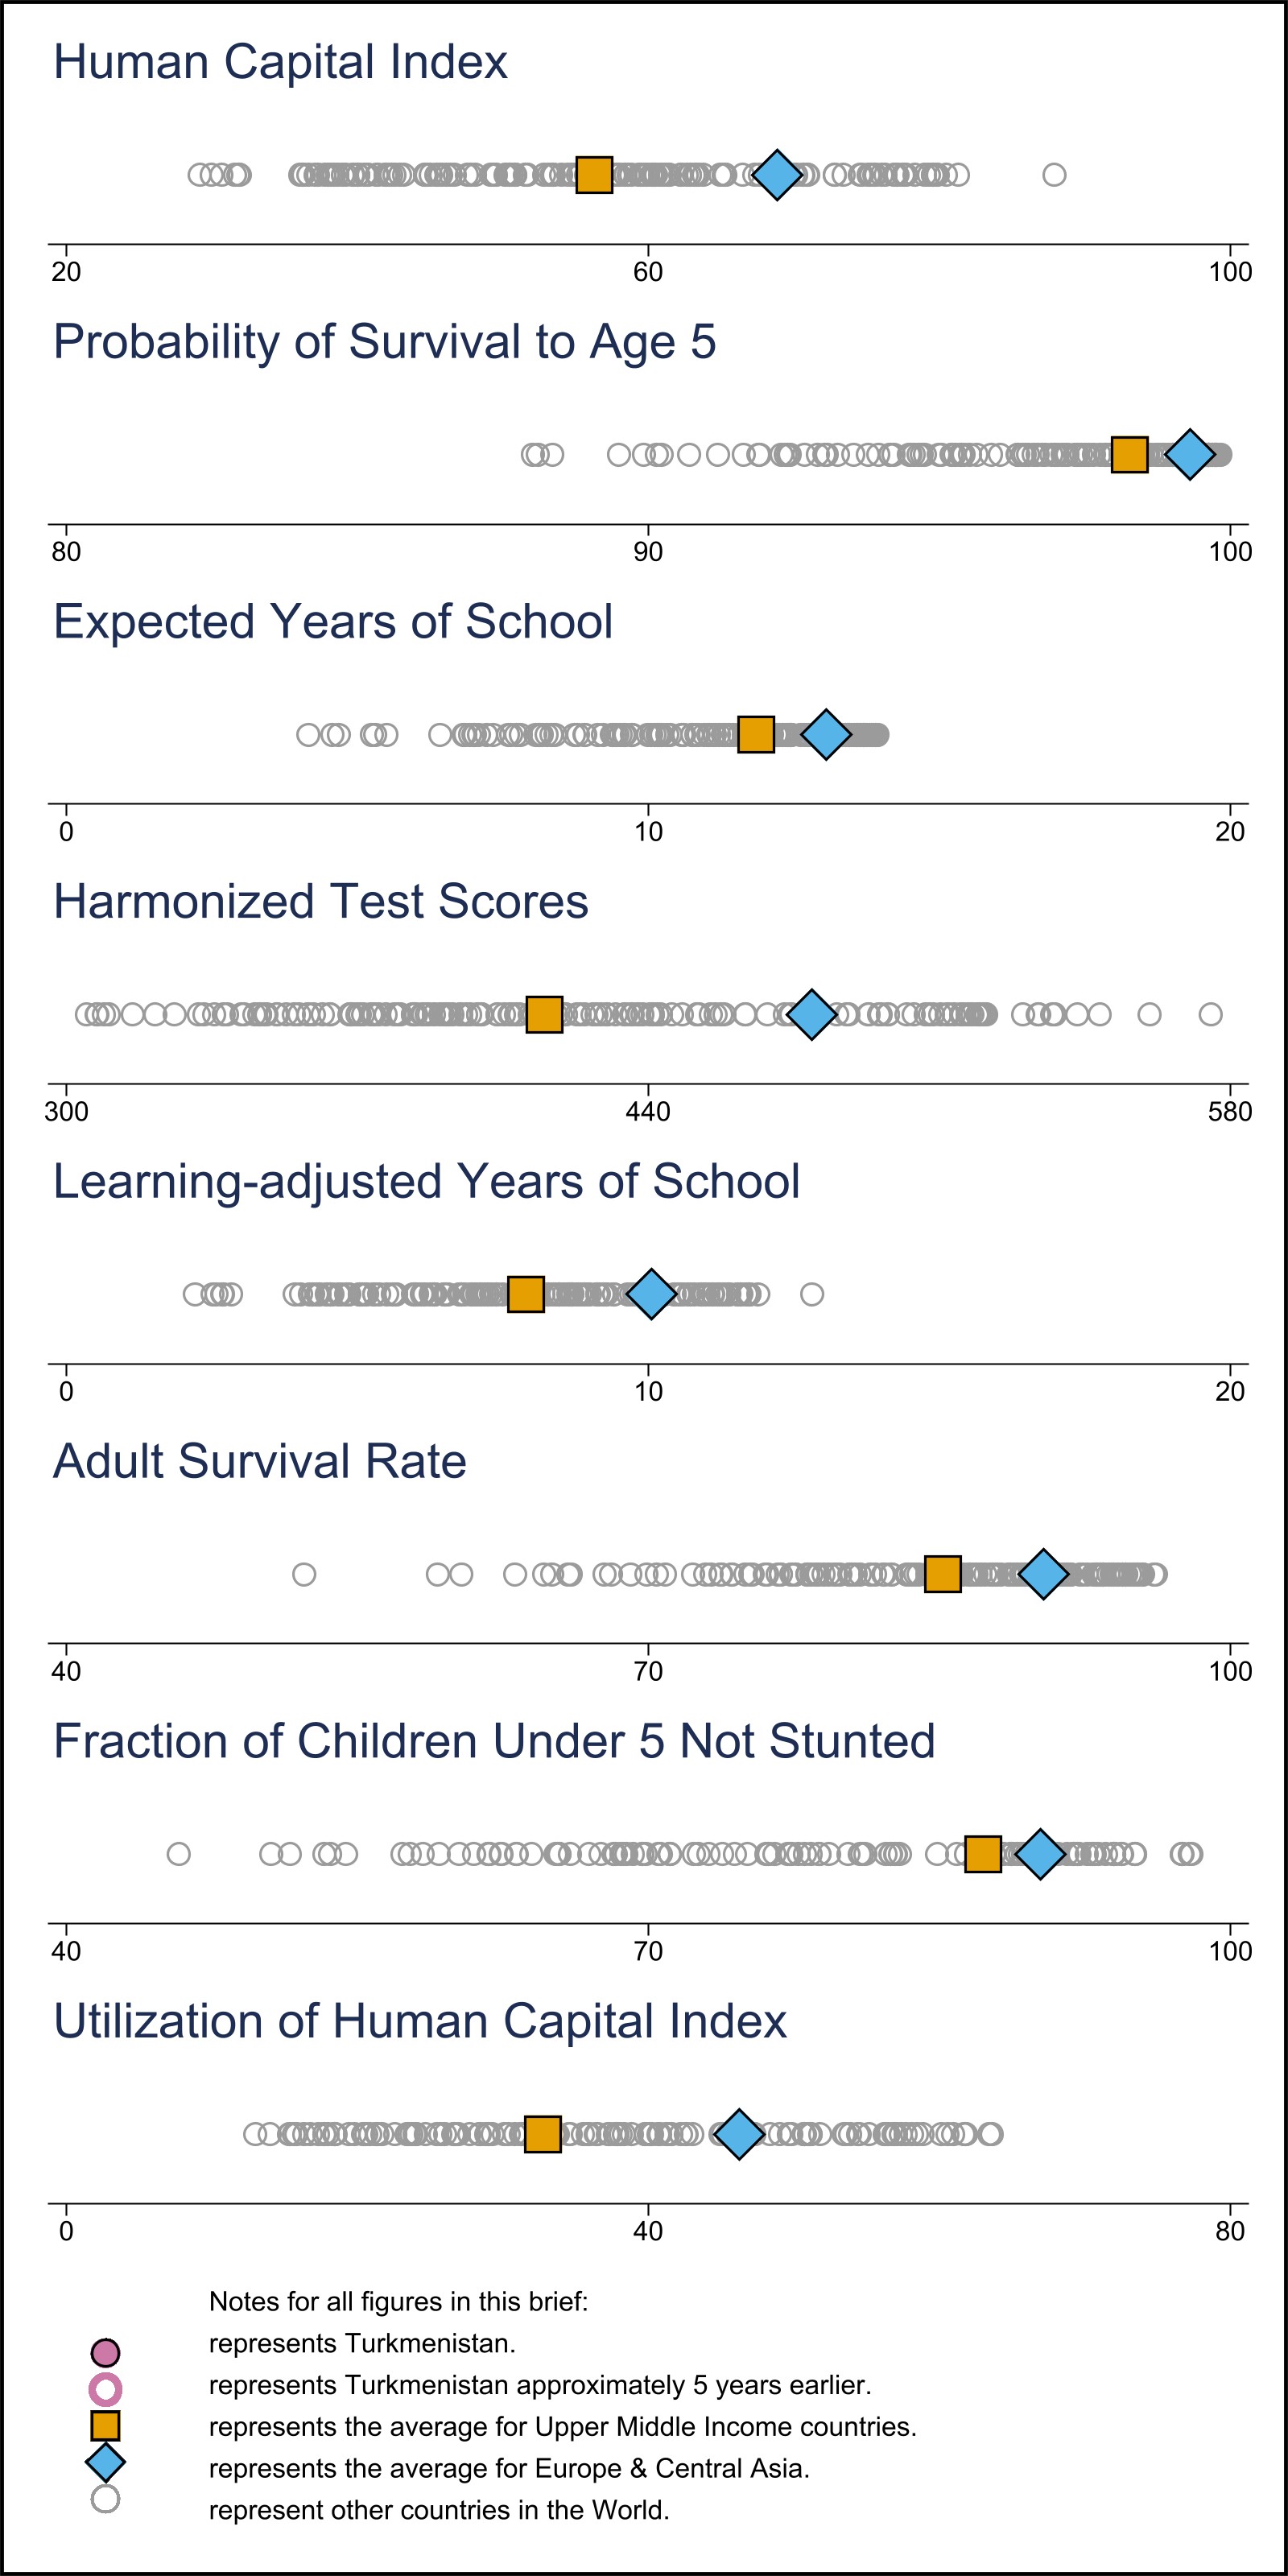 Human Capital Index
20 60 100
Probability of Survival to Age 5
80 90 100
Expected Years of School
0 10 20
Harmonized Test Scores
300 440 580
Learning-adjusted Years of School
0 10 20
Adult Survival Rate
40 70 100
Fraction of Children Under 5 Not Stunted
40 70 100
Utilization of Human Capital Index
0 40 80
Notes for all figures in this brief:
represents Turkmenistan.
represents Turkmenistan approximately 5 years earlier.
represents the average for Upper Middle Income countries.
represents the average for Europe & Central Asia.
represent other countries in the World.